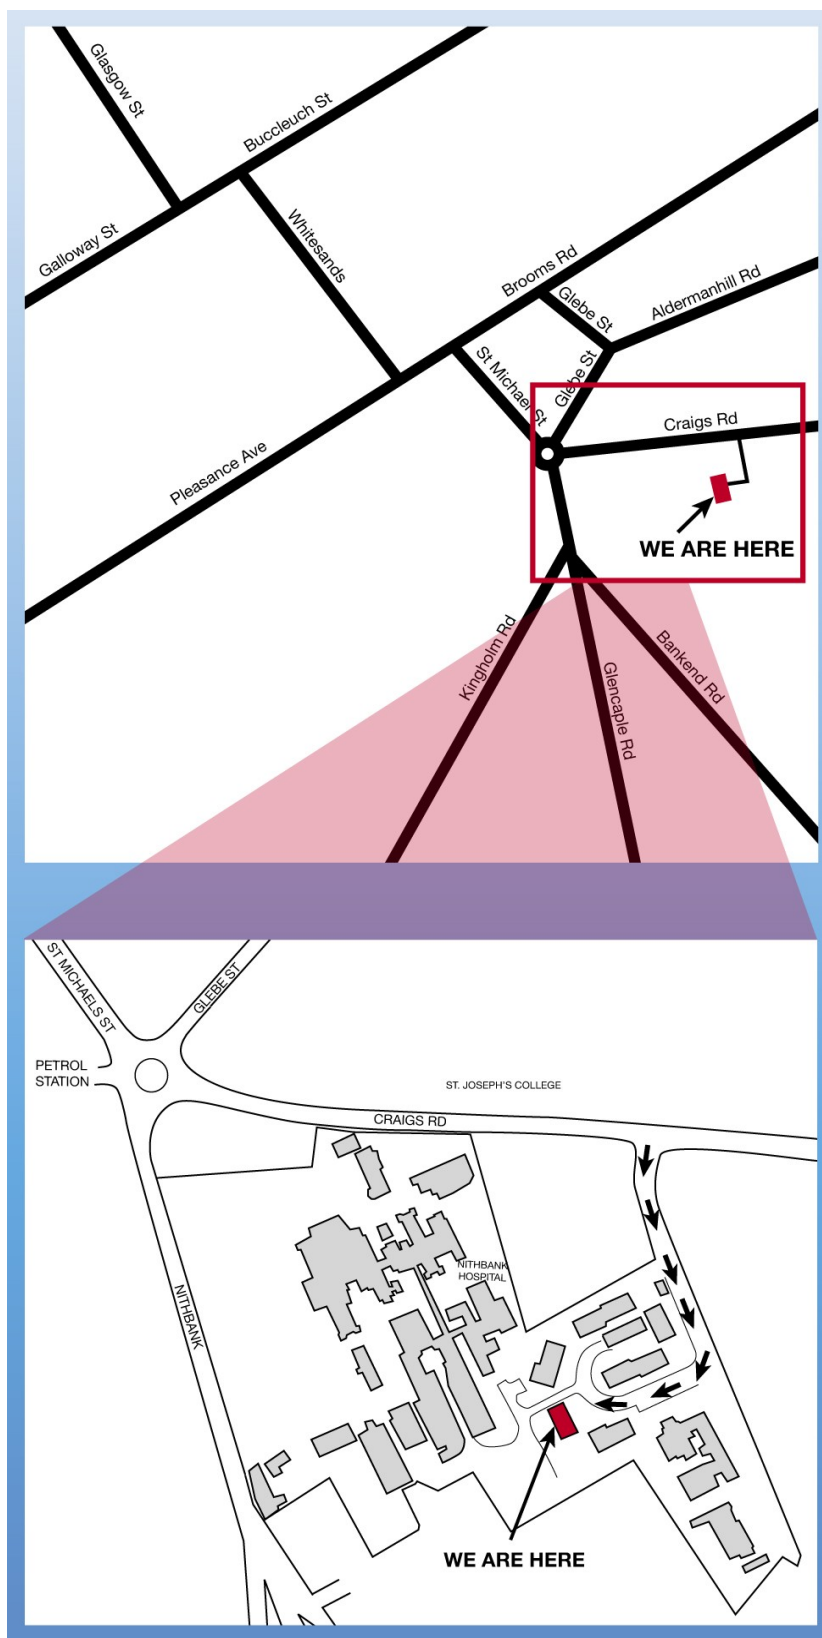 Glasgow St
Buccleuch St
Galloway St
Whitesands
Brooms Rd
Glebe St
Aldermanhill Rd
St Michael St
Glebe St
Craigs Rd
Pleasance Ave
WE ARE HERE
Kingholm Rd
Glencaple Rd
Bankend Rd
ST MICHAELS ST
GLEBE ST
PETROL
STATION
ST. JOSEPH'S COLLEGE
CRAIGS RD
NITHBANK
HOSPITAL
NITHBANK
WE ARE HERE